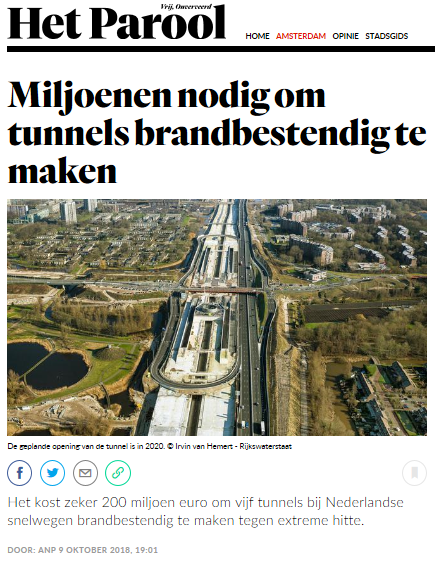 Vrij, Onverveerd
Het Parool
HOME AMSTERDAM OPINIE STADSGIDS
Miljoenen nodig om
tunnels brandbestendig te
maken
De geplande opening van de tunnel is in 2020. © Irvin van Hemert - Rijkswaterstaat
Het kost zeker 200 miljoen euro om vijf tunnels bij Nederlandse
snelwegen brandbestendig te maken tegen extreme hitte.
DOOR: ANP 9 OKTOBER 2018, 19:01